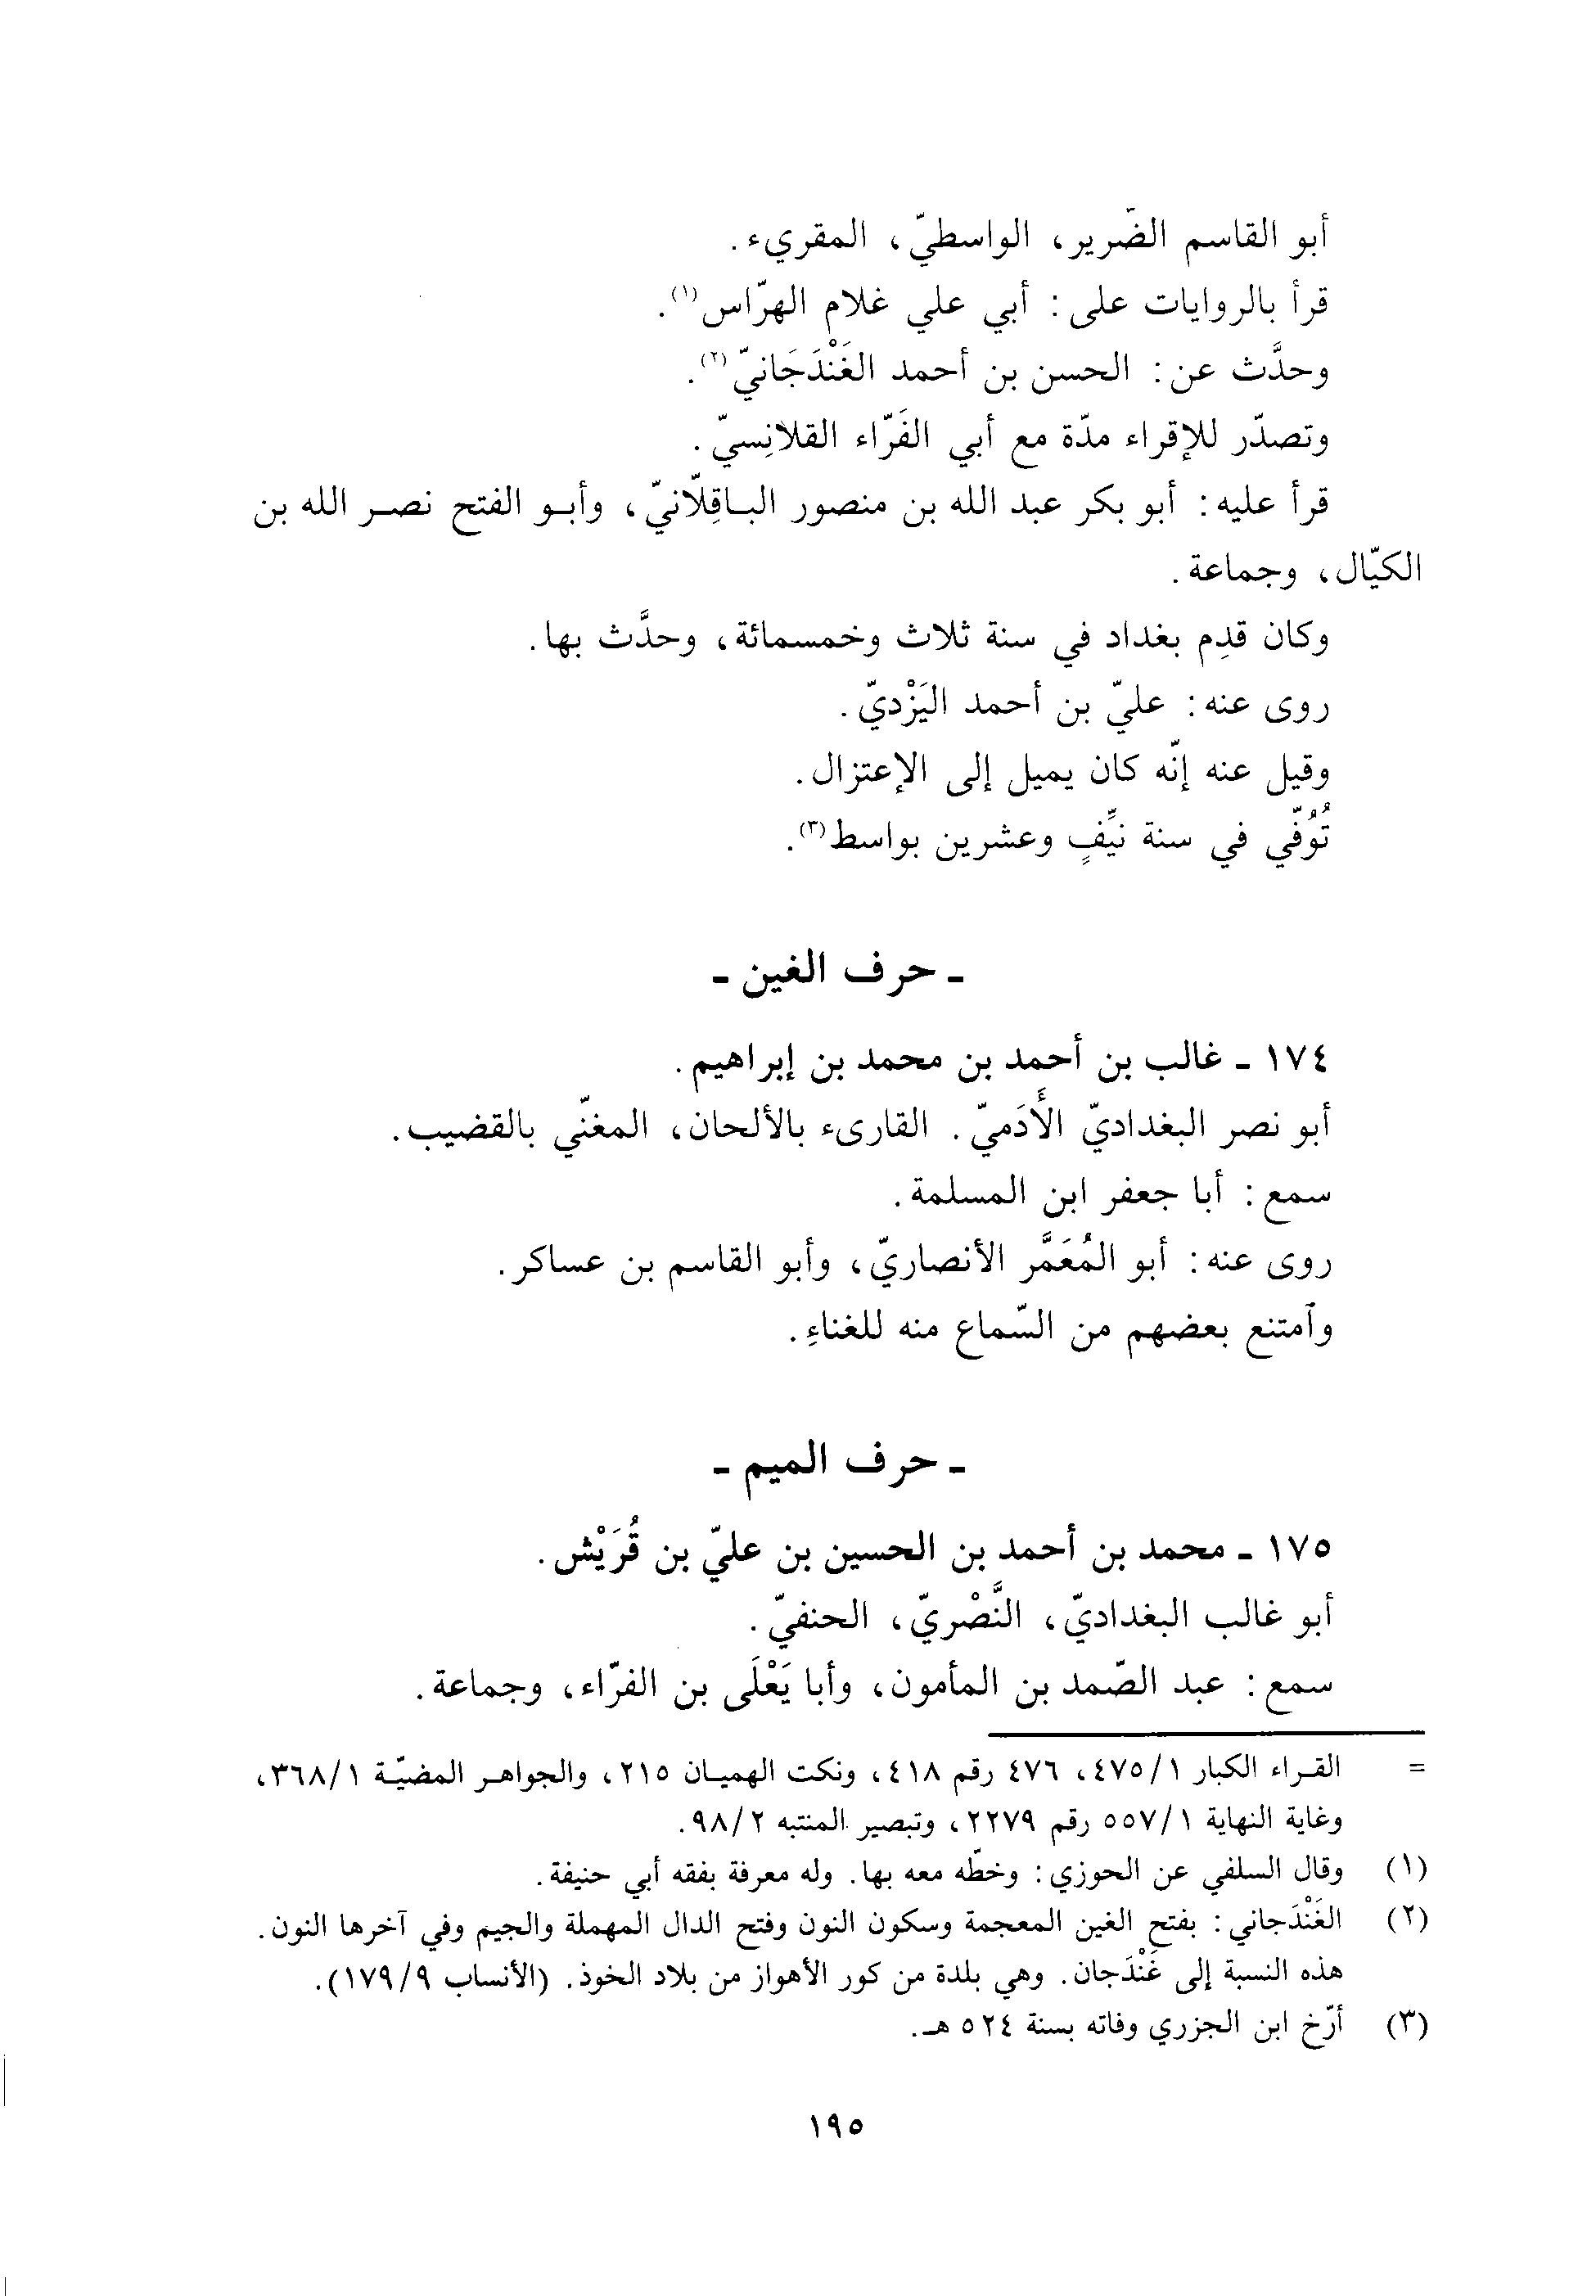 أبو القاسم الضّرير، الواسطيّ، المقريء.
قرأ بالروايات على: أبي علي غلام الهرّاس(١).
وحدَّث عن: الحسن بن أحمد الغَنْدَجَانيّ(٢).
وتصدّر للإقراء مدّة مع أبي الفَرّاء القلانِسيّ.
قرأ عليه: أبو بكر عبد الله بن منصور الباقِلّانيّ، وأبو الفتح نصر الله بن
الكيّال، وجماعة.
وكان قدِم بغداد في سنة ثلاث وخمسمائة، وحدَّث بها.
روى عنه: عليّ بن أحمد اليَزْديّ.
وقيل عنه إنّه كان يميل إلى الإعتزال.
تُوُفّي في سنة نيِّفٍ وعشرين بواسط(٣).
ـ حرف الغين ـ
١٧٤ ـ غالب بن أحمد بن محمد بن إبراهيم.
أبو نصر البغداديّ الأَدَميّ. القارىء بالألحان، المغنّي بالقضيب.
سمع: أبا جعفر ابن المسلمة.
روى عنه: أبو المُعَمَّر الأنصاريّ، وأبو القاسم بن عساكر.
وآمتنع بعضهم من السّماع منه للغناءِ.
ـ حرف الميم ـ
١٧٥ ـ محمد بن أحمد بن الحسين بن عليّ بن قُرَيْش.
أبو غالب البغداديّ، النَّصْريّ، الحنفيّ.
سمع: عبد الصّمد بن المأمون، وأبا يَعْلَى بن الفرّاء، وجماعة.
= القراء الكبار ١/ ٤٧٥، ٤٧٦ رقم ٤١٨، ونكت الهميان ٢١٥، والجواهر المضيّة ١/ ٣٦٨،
وغاية النهاية ١/ ٥٥٧ رقم ٢٢٧٩، وتبصير المنتبه ٢/ ٩٨.
(١) وقال السلفي عن الحوزي: وخطّه معه بها. وله معرفة بفقه أبي حنيفة.
(٢) الغَنْدَجاني: بفتح الغين المعجمة وسكون النون وفتح الدال المهملة والجيم وفي آخرها النون.
هذه النسبة إلى غَنْدَجان. وهي بلدة من كور الأهواز من بلاد الخوذ. (الأنساب ٩/ ١٧٩).
(٣) أرّخ ابن الجزري وفاته بسنة ٥٢٤ هـ.
١٩٥